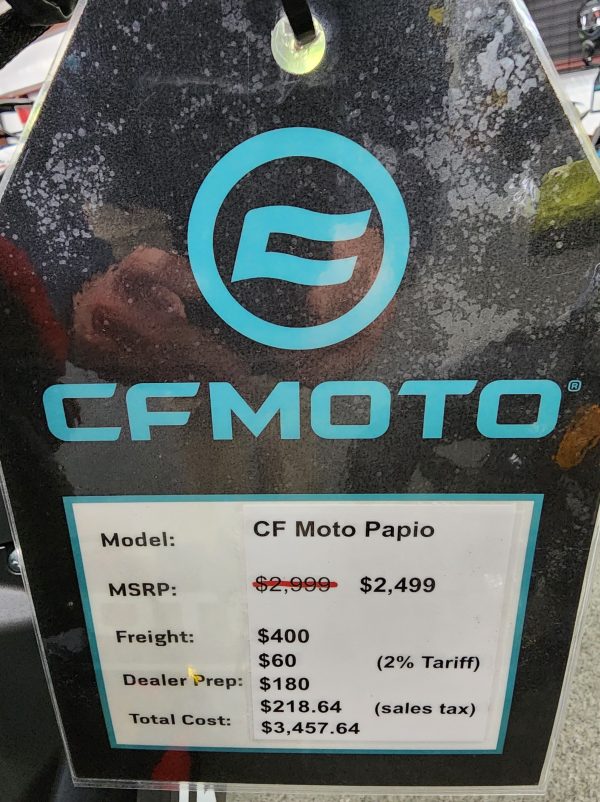 CFMOTO®
Model: CF Moto Papio
MSRP: $2,999 $2,499
Freight: $400
$60 (2% Tariff)
Dealer Prep: $180
$218.64 (sales tax)
Total Cost: $3,457.64